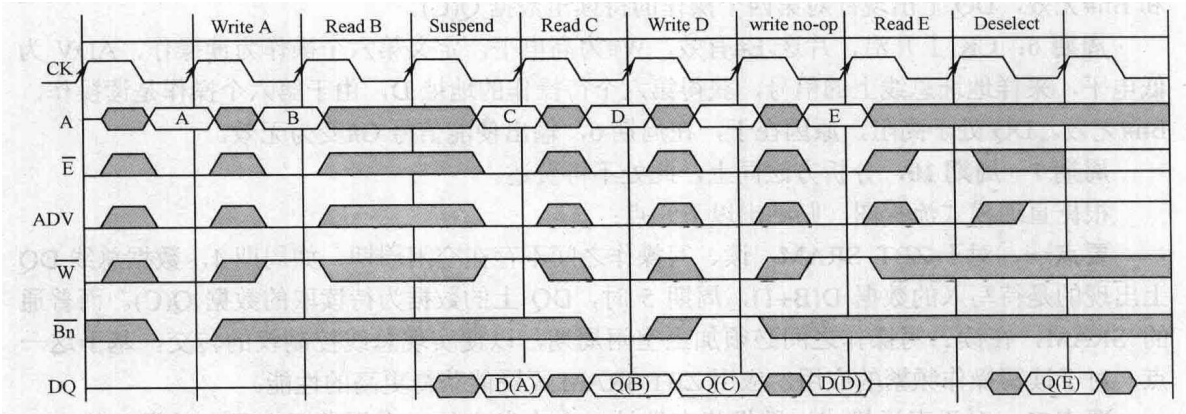 Write A Read B Suspend Read C Write D write no-op Read E Deselect
CK
A A B C D E
E
ADV
W
Bn
DQ D(A) Q(B) Q(C) D(D) Q(E)